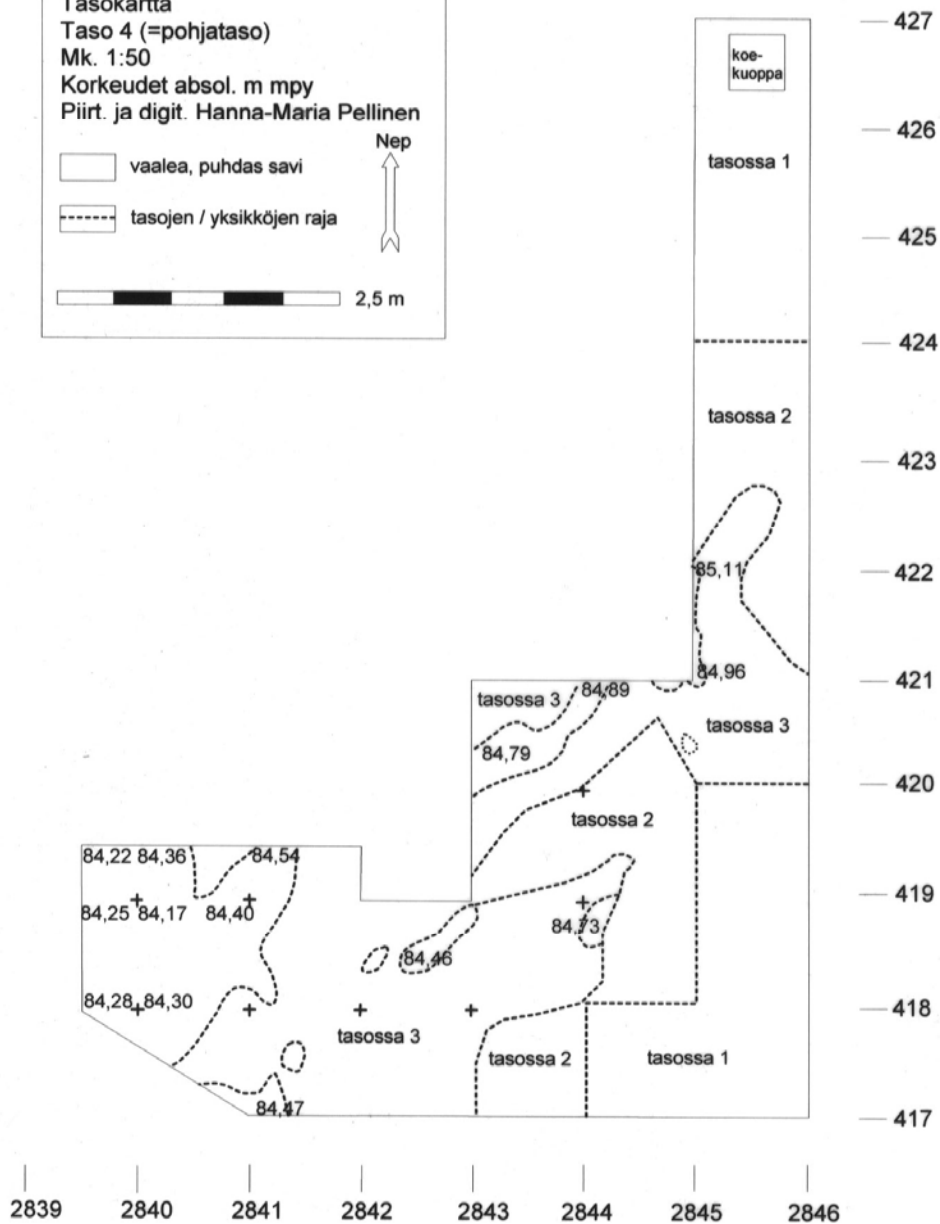 Tasokartta
Taso 4 (=pohjataso)
Mk. 1:50
Korkeudet absol. m mpy
Piirt. ja digit. Hanna-Maria Pellinen
Nep
vaalea, puhdas savi
tasojen / yksikköjen raja
2,5 m
427
koe-
kuoppa
426
tasossa 1
425
424
tasossa 2
423
85,11
422
84,96
421
tasossa 3
84,89
tasossa 3
84,79
420
tasossa 2
84,22 84,36
84,54
419
84,25 84,17
84,40
84,73
84,46
84,28 84,30
418
tasossa 3
tasossa 2
tasossa 1
84,47
417
2839
2840
2841
2842
2843
2844
2845
2846